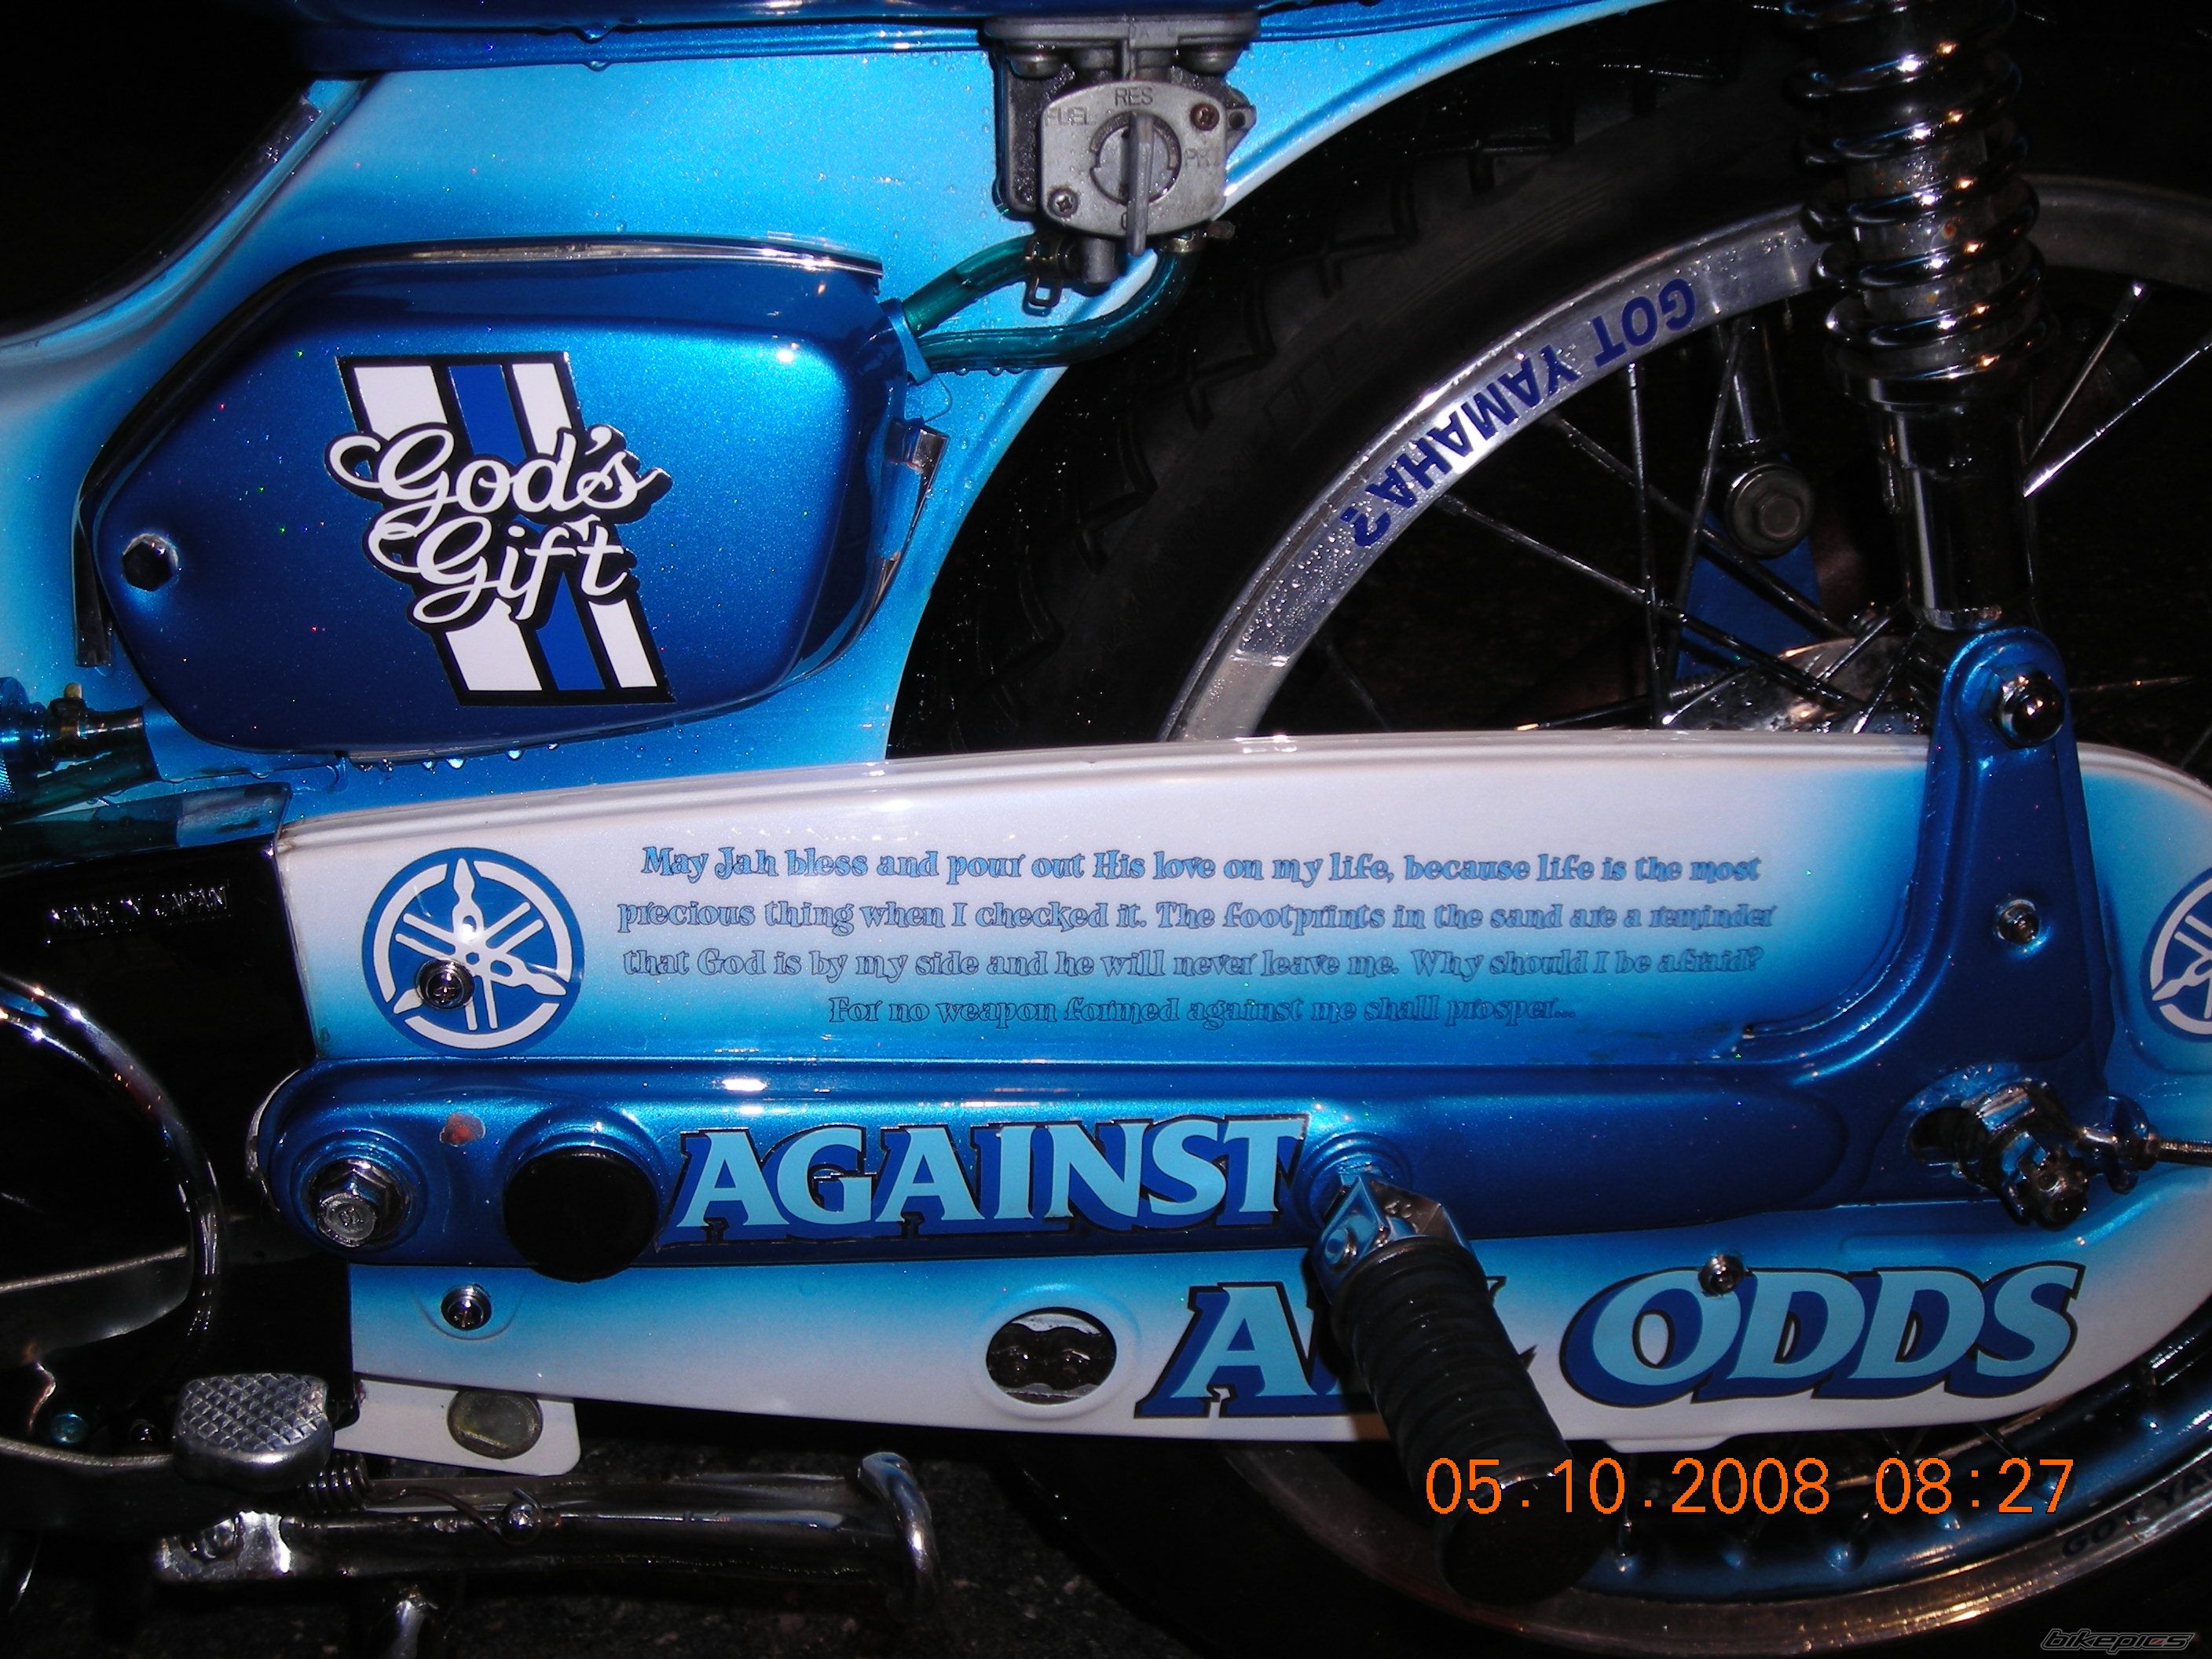 RES
FUEL
GOT YAMAHA?
God's
Gift
May Jah bless and pour out His love on my life, because life is the most
precious thing when I checked it. The footprints in the sand are a reminder
that God is by my side and he will never leave me. Why should I be afraid?
For no weapon formed against me shall prosper...
MADE IN JAPAN
AGAINST
ODDS
05.10.2008 08:27
bikepics